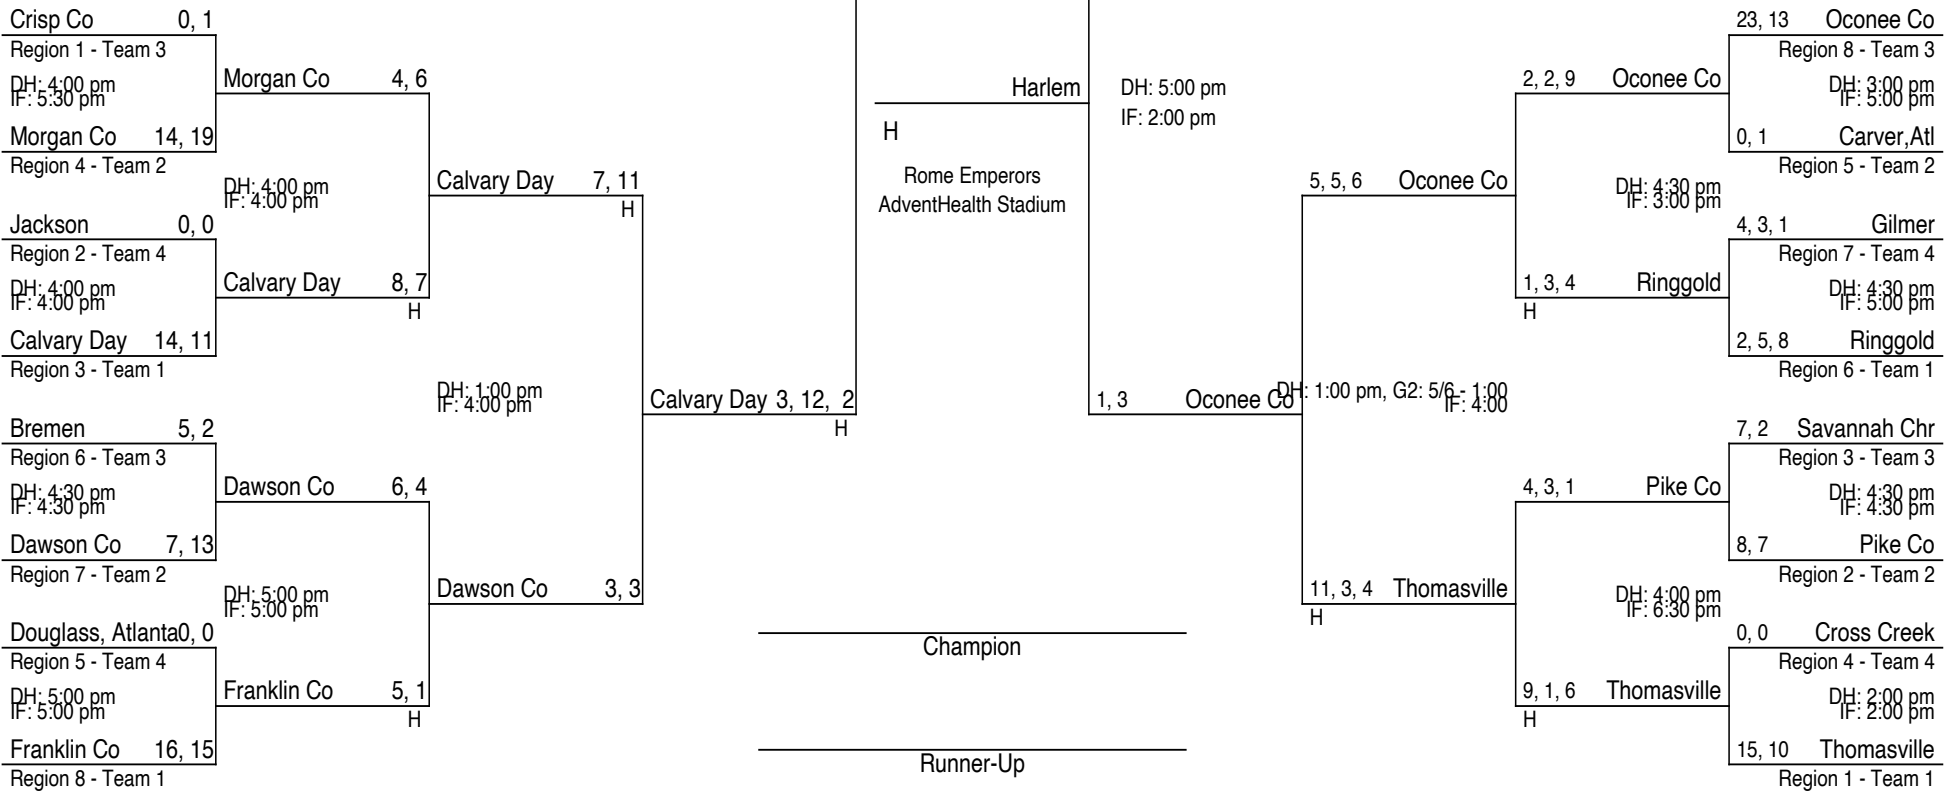 Crisp Co 0, 1
Region 1 - Team 3
DH: 4:00 pm
IF: 5:30 pm
Morgan Co 14, 19
Region 4 - Team 2
Jackson 0, 0
Region 2 - Team 4
DH: 4:00 pm
IF: 4:00 pm
Calvary Day 14, 11
Region 3 - Team 1
Bremen 5, 2
Region 6 - Team 3
DH: 4:30 pm
IF: 4:30 pm
Dawson Co 7, 13
Region 7 - Team 2
Douglass, Atlanta0, 0
Region 5 - Team 4
DH: 5:00 pm
IF: 5:00 pm
Franklin Co 16, 15
Region 8 - Team 1
Morgan Co 4, 6
DH: 4:00 pm
IF: 4:00 pm
Calvary Day 8, 7
H
Dawson Co 6, 4
DH: 5:00 pm
IF: 5:00 pm
Franklin Co 5, 1
H
Calvary Day 7, 11
H
DH: 1:00 pm
IF: 4:00 pm
Dawson Co 3, 3
Calvary Day 3, 12, 2
H
Harlem
H
Rome Emperors
AdventHealth Stadium
DH: 5:00 pm
IF: 2:00 pm
Champion
Runner-Up
1, 3 Oconee Co
5, 5, 6 Oconee Co
DH: 1:00 pm, G2: 5/6 - 1:00
IF: 4:00
11, 3, 4 Thomasville
H
2, 2, 9 Oconee Co
DH: 4:30 pm
IF: 3:00 pm
1, 3, 4 Ringgold
H
4, 3, 1 Pike Co
DH: 4:00 pm
IF: 6:30 pm
9, 1, 6 Thomasville
H
23, 13 Oconee Co
Region 8 - Team 3
DH: 3:00 pm
IF: 5:00 pm
0, 1 Carver,Atl
Region 5 - Team 2
4, 3, 1 Gilmer
Region 7 - Team 4
DH: 4:30 pm
IF: 5:00 pm
2, 5, 8 Ringgold
Region 6 - Team 1
7, 2 Savannah Chr
Region 3 - Team 3
DH: 4:30 pm
IF: 4:30 pm
8, 7 Pike Co
Region 2 - Team 2
0, 0 Cross Creek
Region 4 - Team 4
DH: 2:00 pm
IF: 2:00 pm
15, 10 Thomasville
Region 1 - Team 1